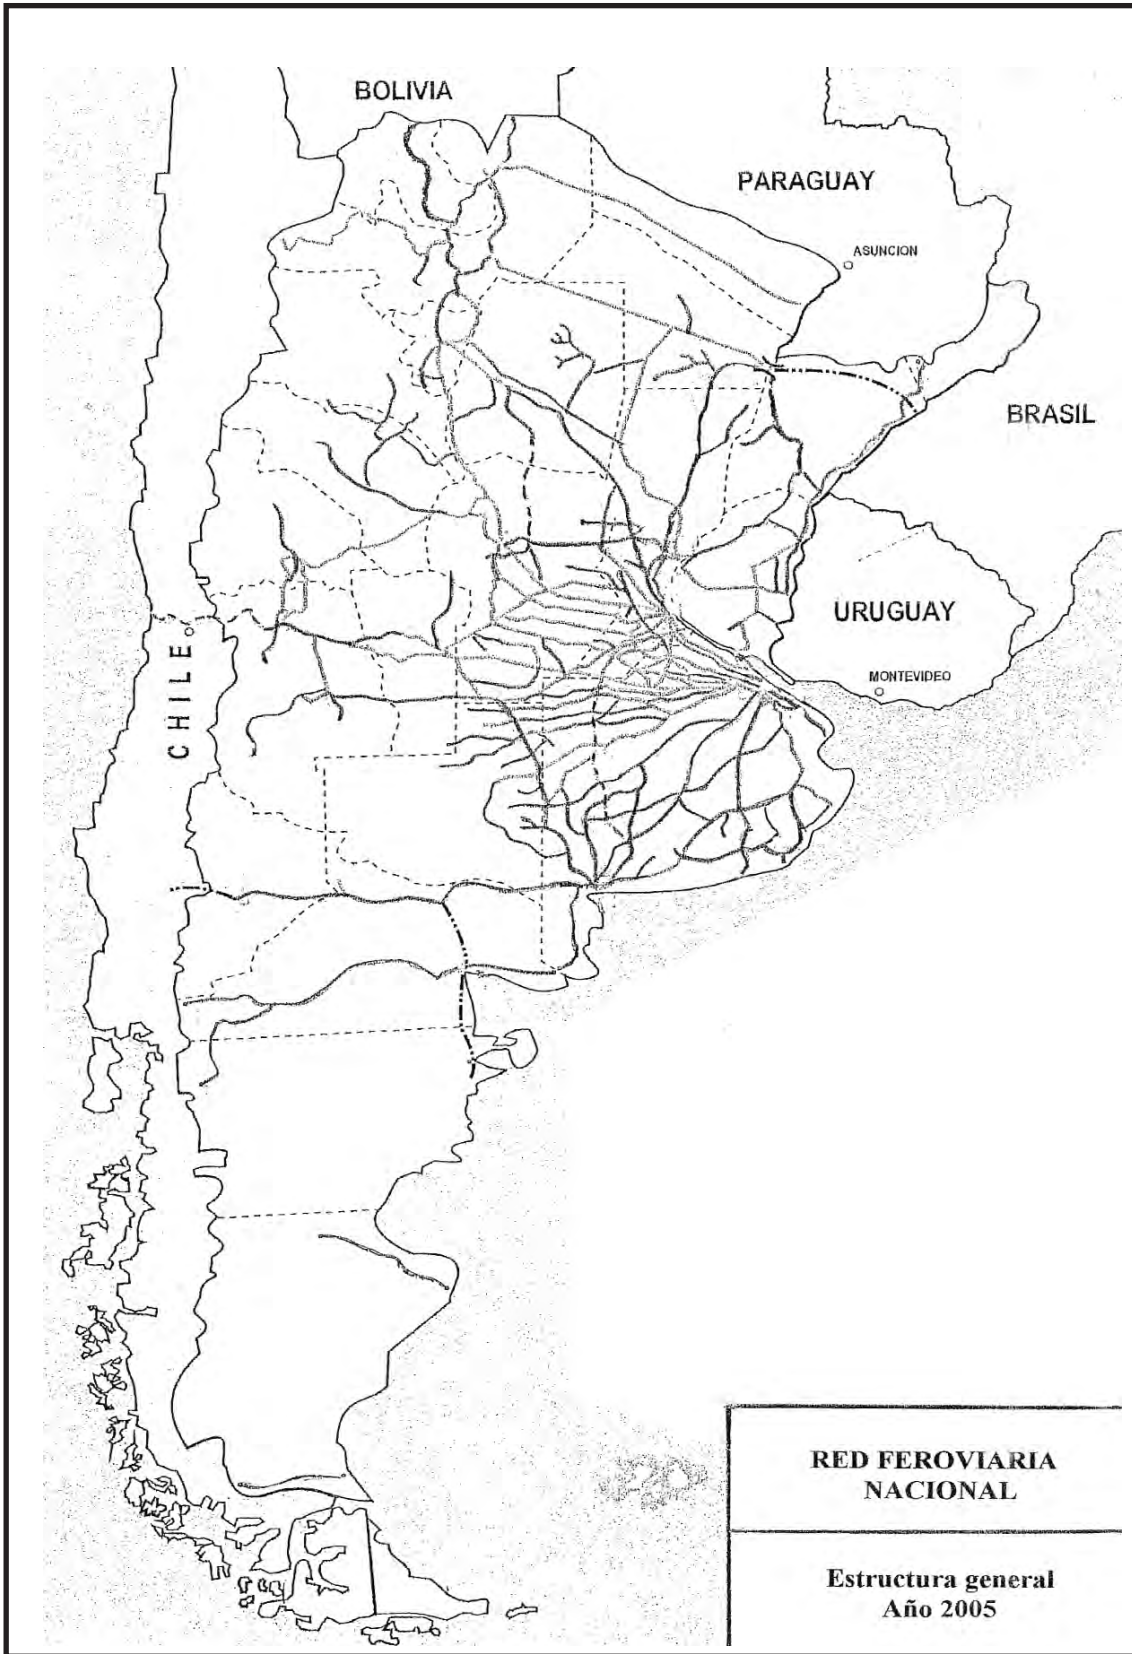 BOLIVIA
PARAGUAY
ASUNCION
BRASIL
URUGUAY
MONTEVIDEO
CHILE
RED FEROVIARIA
NACIONAL
Estructura general
Año 2005